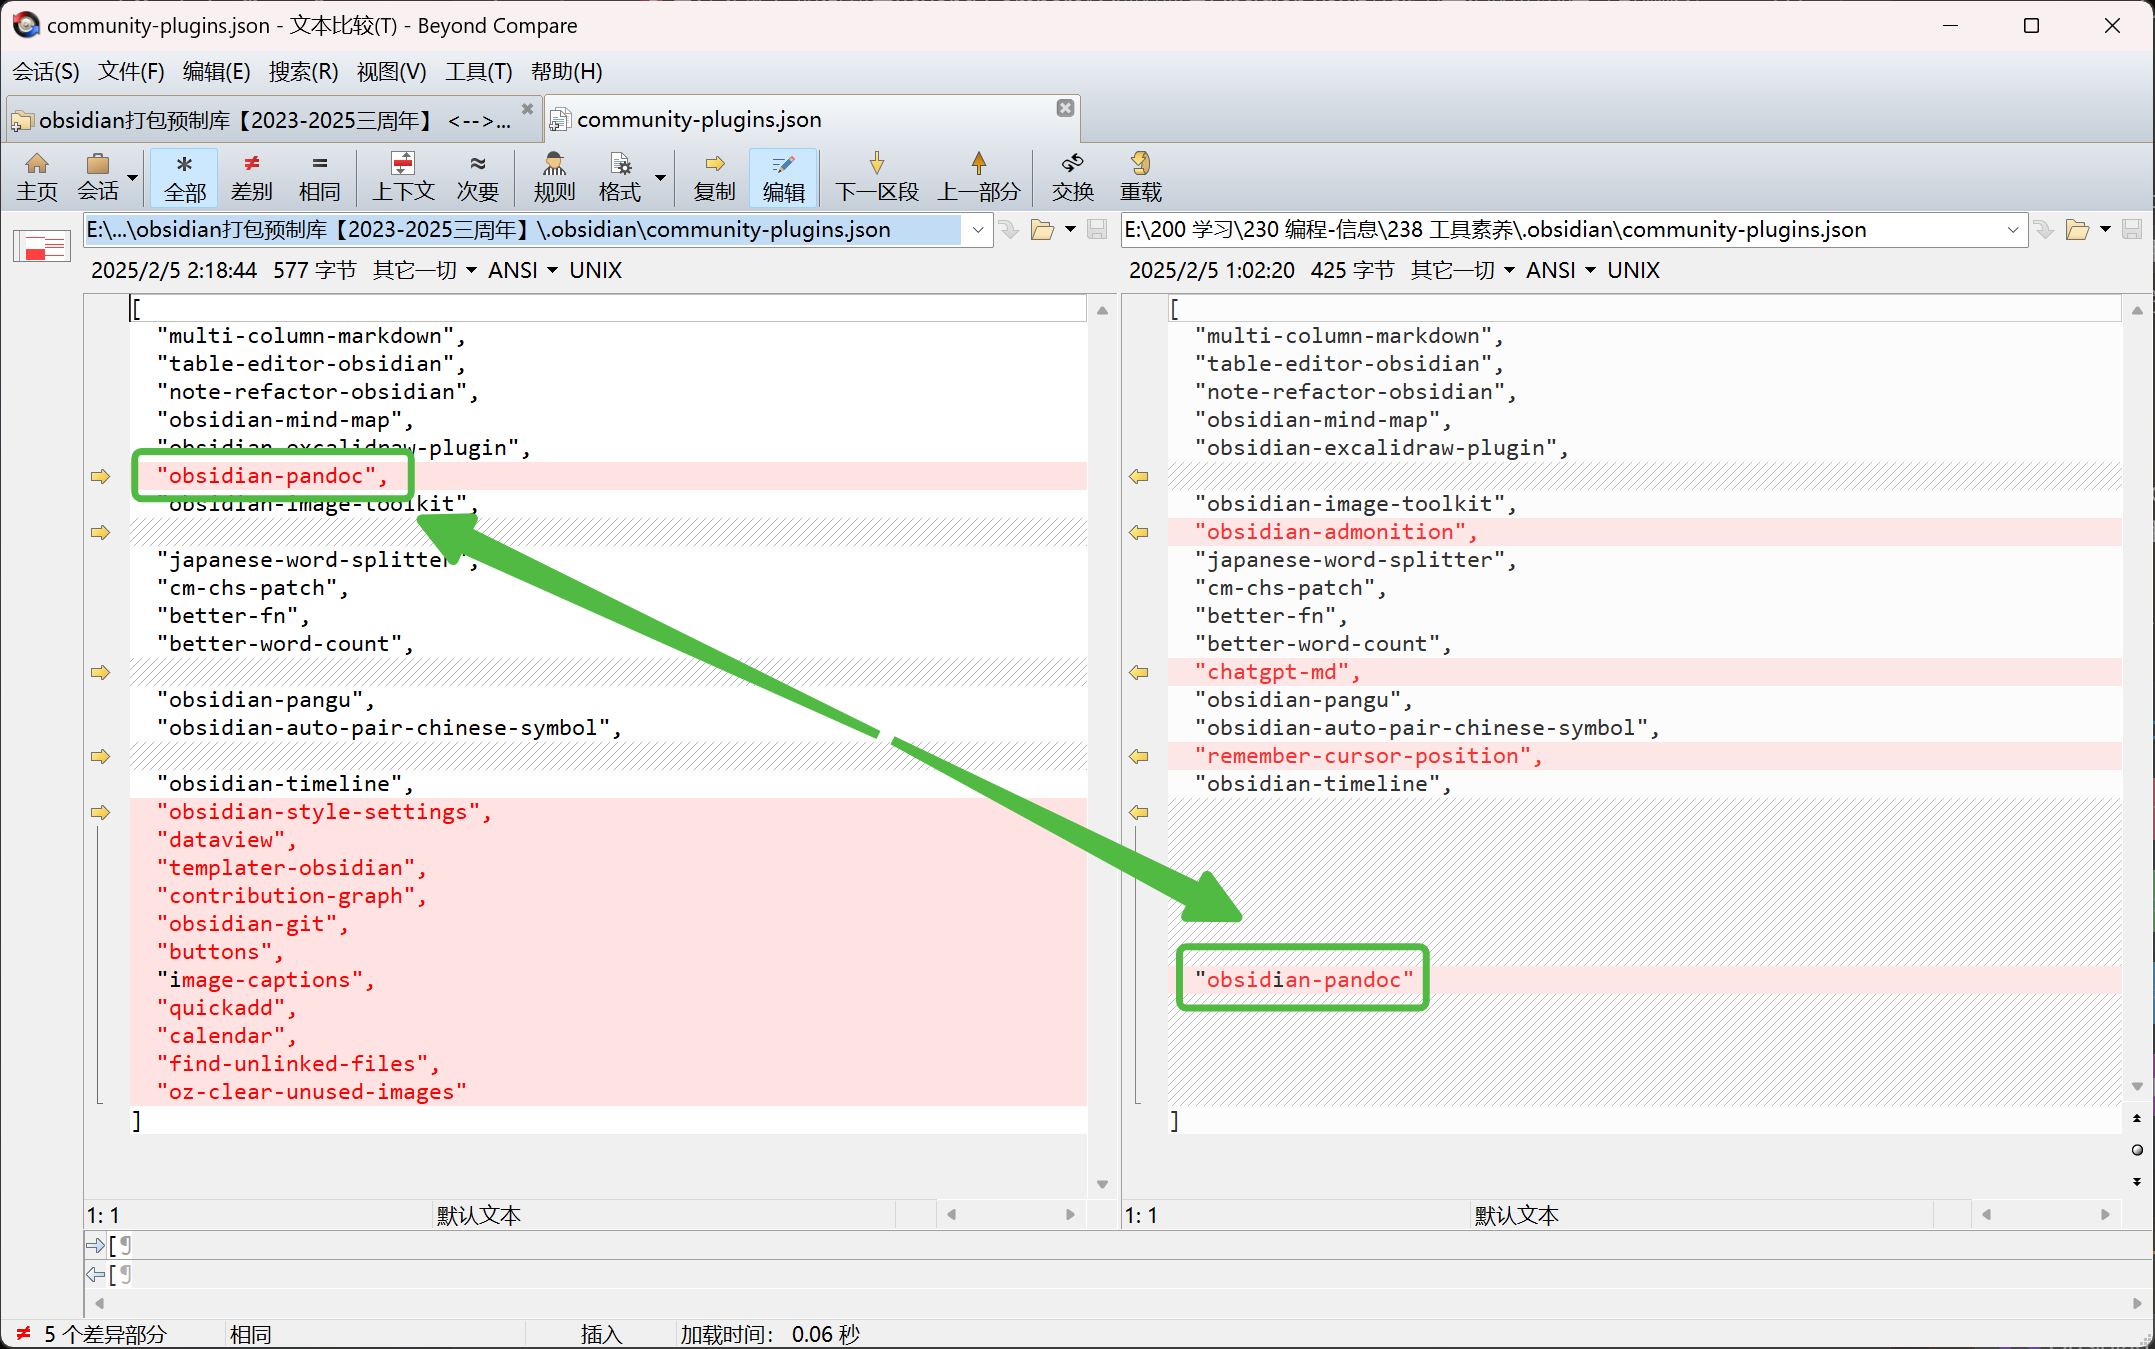 community-plugins.json - 文本比较(T) - Beyond Compare
会话(S) 文件(F) 编辑(E) 搜索(R) 视图(V) 工具(T) 帮助(H)
obsidian打包预制库【2023-2025三周年】 <-->...
community-plugins.json
主页 会话 全部 差别 相同 上下文 次要 规则 格式 复制 编辑 下一区段 上一部分 交换 重载
E:\...\obsidian打包预制库【2023-2025三周年】\.obsidian\community-plugins.json
2025/2/5 2:18:44 577 字节 其它一切 ANSI UNIX
[
"multi-column-markdown",
"table-editor-obsidian",
"note-refactor-obsidian",
"obsidian-mind-map",
"obsidian-excalidraw-plugin",
"obsidian-pandoc",
"obsidian-image-toolkit",
"japanese-word-splitter",
"cm-chs-patch",
"better-fn",
"better-word-count",
"obsidian-pangu",
"obsidian-auto-pair-chinese-symbol",
"obsidian-timeline",
"obsidian-style-settings",
"dataview",
"templater-obsidian",
"contribution-graph",
"obsidian-git",
"buttons",
"image-captions",
"quickadd",
"calendar",
"find-unlinked-files",
"oz-clear-unused-images"
]
1: 1 默认文本
E:\200 学习\230 编程-信息\238 工具素养\.obsidian\community-plugins.json
2025/2/5 1:02:20 425 字节 其它一切 ANSI UNIX
[
"multi-column-markdown",
"table-editor-obsidian",
"note-refactor-obsidian",
"obsidian-mind-map",
"obsidian-excalidraw-plugin",
"obsidian-image-toolkit",
"obsidian-admonition",
"japanese-word-splitter",
"cm-chs-patch",
"better-fn",
"better-word-count",
"chatgpt-md",
"obsidian-pangu",
"obsidian-auto-pair-chinese-symbol",
"remember-cursor-position",
"obsidian-timeline",
"obsidian-pandoc"
]
1: 1 默认文本
[¶
[¶
≠ 5 个差异部分 相同 插入 加载时间： 0.06 秒